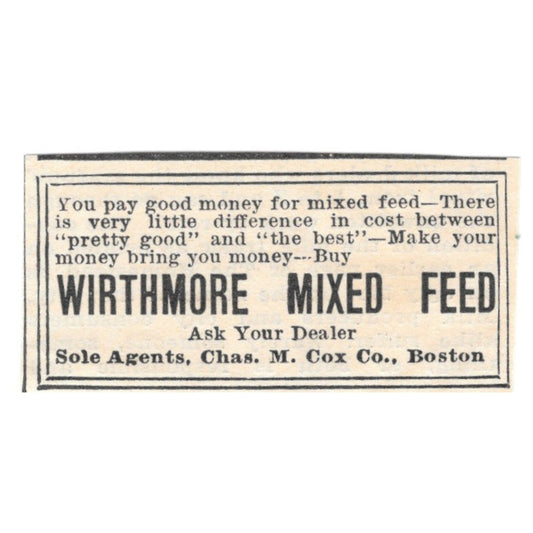 You pay good money for mixed feed—There
is very little difference in cost between
"pretty good" and "the best"—Make your
money bring you money---Buy
WIRTHMORE MIXED FEED
Ask Your Dealer
Sole Agents, Chas. M. Cox Co., Boston